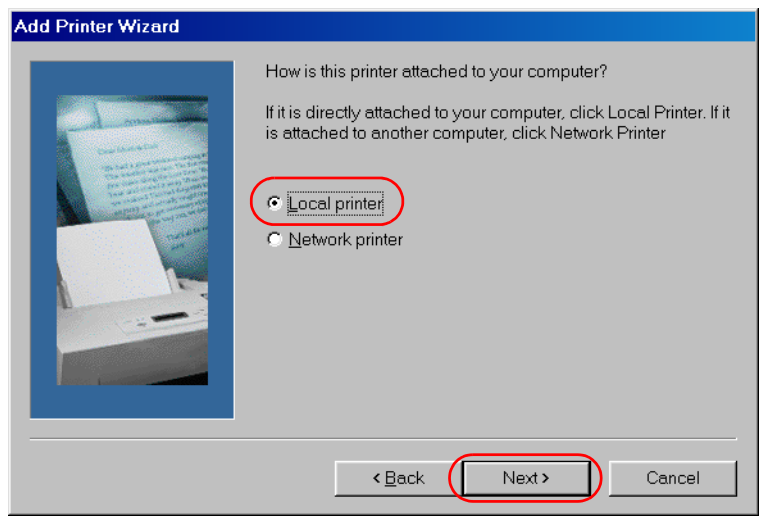 Add Printer Wizard
How is this printer attached to your computer?
If it is directly attached to your computer, click Local Printer. If it
is attached to another computer, click Network Printer
Local printer
Network printer
< Back
Next >
Cancel